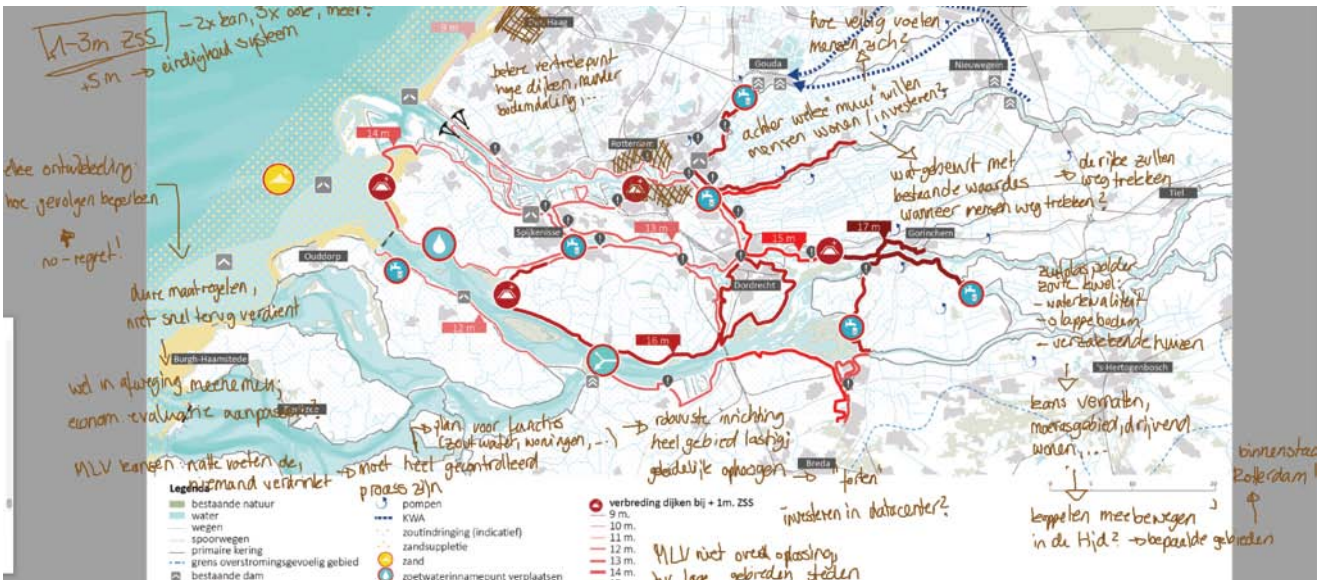 1-3m ZSS
- 2x kan, 3x ook, meer?
+5m → eindigheid systeem
9 m
Den Haag
betere vertrekpunt
hoge dijken, minder
bodemdaling, ...
hoe veilig voelen
mensen zich?
Gouda
Nieuwegein
achter welke "muur" willen
mensen wonen / investeren?
14 m
Rotterdam
elke ontwikkeling:
hoe gevolgen beperken
no-regret!
wat gebeurt met
bestaande waardes
wanneer mensen weg trekken?
→ de rijke zullen
weg trekken
Tiel
Spijkenisse
13 m
15 m
17 m
Gorinchem
Ouddorp
Dordrecht
dure maatregelen,
niet snel terug verdient
zuidplaspolder
zoute kwel:
- waterkwaliteit
- slappe bodem
- verzakkende huizen
12 m
16 m
Burgh-Haamstede
's-Hertogenbosch
wel in afweging meenemen;
econom. evaluatie aanpassen?
plan voor functies
(zout water, woningen, ...)
→ robuuste inrichting
heel gebied lastig;
geleidelijk ophogen → "forten"
Breda
kans vernatten,
moerasgebied, drijvend
wonen, ...
MLV kansen: natte voeten ok,
niemand verdrinkt
→ moet heel gecontrolleerd
process zijn
koppelen meebewegen
in de tijd? → bepaalde gebieden
binnenstad
Rotterdam!
investeren in datacenter?
MLV niet overal oplossing,
bv lage gebieden steden
Legenda
bestaande natuur
water
wegen
spoorwegen
primaire kering
grens overstromingsgevoelig gebied
bestaande dam
pompen
KWA
zoutindringing (indicatief)
zandsuppletie
zand
zoetwaterinnamepunt verplaatsen
verbreding dijken bij + 1m. ZSS
9 m.
10 m.
11 m.
12 m.
13 m.
14 m.